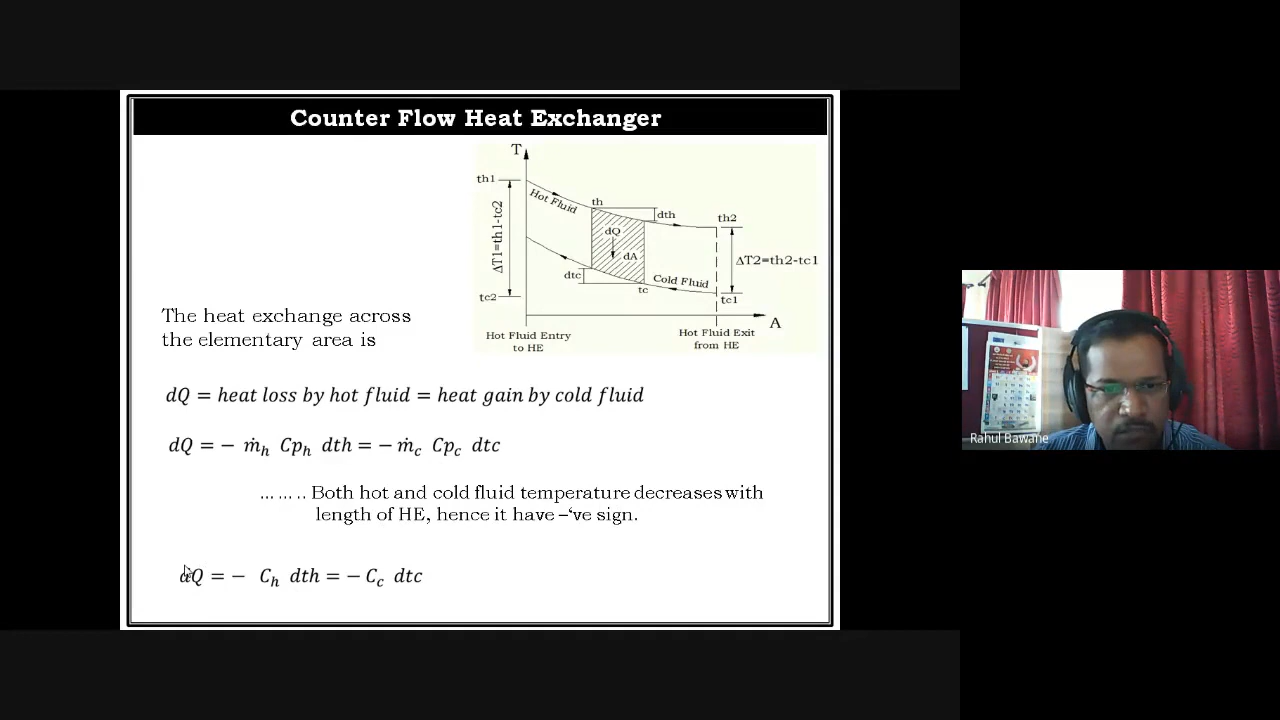 Counter Flow Heat Exchanger
T
th1
ΔT1=th1-tc2
tc2
Hot Fluid
th
dth
th2
dQ
dA
dtc
tc
Cold Fluid
tc1
ΔT2=th2-tc1
A
Hot Fluid Entry
to HE
Hot Fluid Exit
from HE
The heat exchange across
the elementary area is
dQ = heat loss by hot fluid = heat gain by cold fluid
dQ = − ṁₕ Cpₕ dth = − ṁ_c Cp_c dtc
… … .. Both hot and cold fluid temperature decreases with
length of HE, hence it have –‘ve sign.
dQ = − Cₕ dth = − C_c dtc
Rahul Bawane